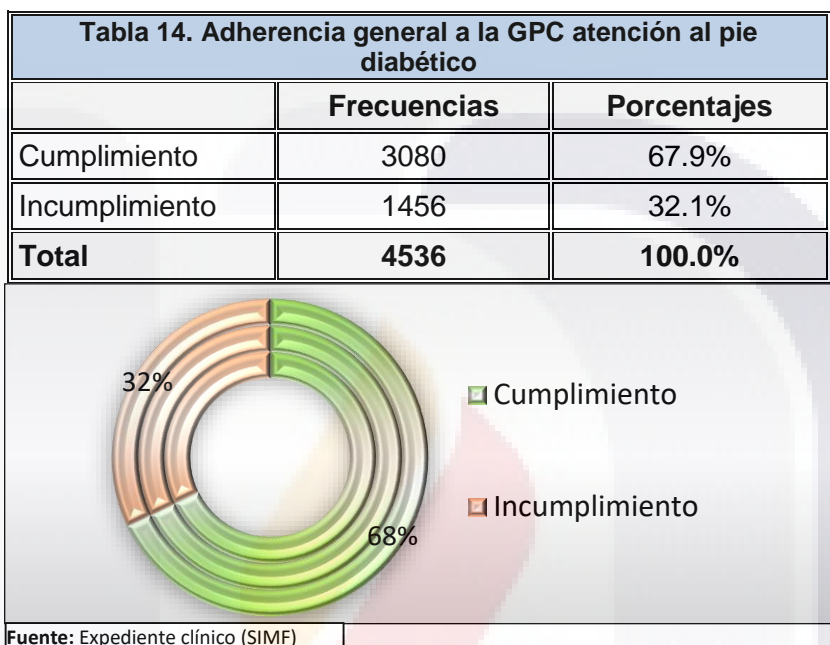 Tabla 14. Adherencia general a la GPC atención al pie
diabético
Frecuencias Porcentajes
Cumplimiento 3080 67.9%
Incumplimiento 1456 32.1%
Total 4536 100.0%
32%
68%
Cumplimiento
Incumplimiento
Fuente: Expediente clínico (SIMF)